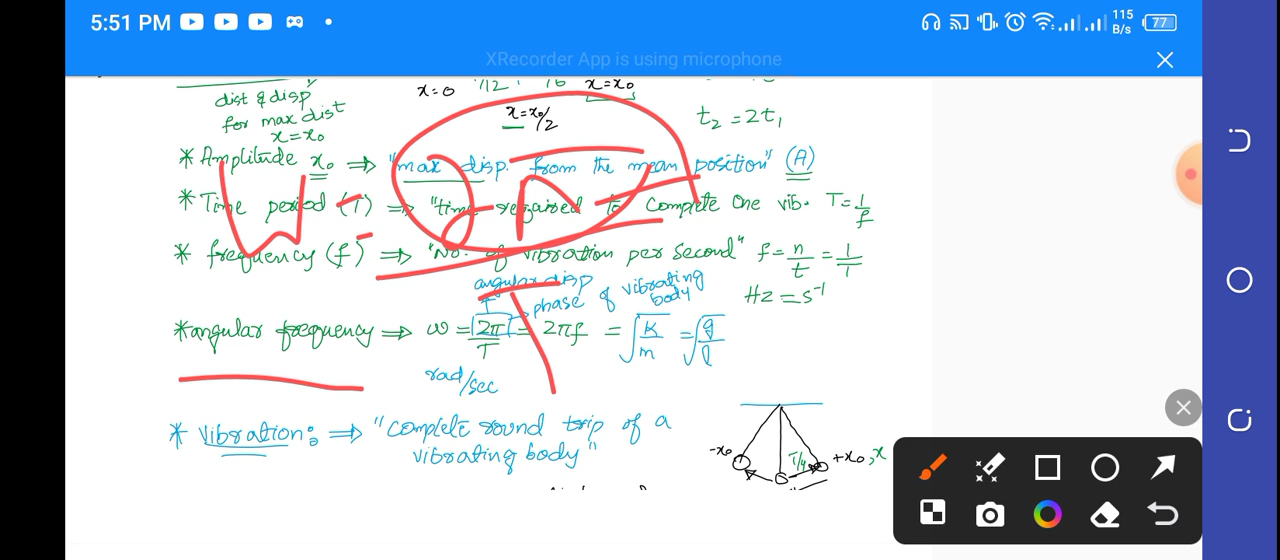 5:51 PM
115 B/s
77
XRecorder App is using microphone
dist & disp
for max dist
x = x₀
x = 0
x = x₀
x = x₀/2
t₂ = 2t₁
* Amplitude x₀ ⇒ "max disp. from the mean position" (A)
* Time period (T) ⇒ "time required to complete one vib. T = 1/f
* frequency (f) ⇒ "No. of vibration per second" f = n/t = 1/T
Hz = s⁻¹
angular disp
phase of vibrating body
* angular frequency ⇒ ω = 2π/T = 2πf = √K/m = √g/l
rad/sec
* Vibration: ⇒ "Complete round trip of a
vibrating body"
-x₀
T/4
+x₀, x